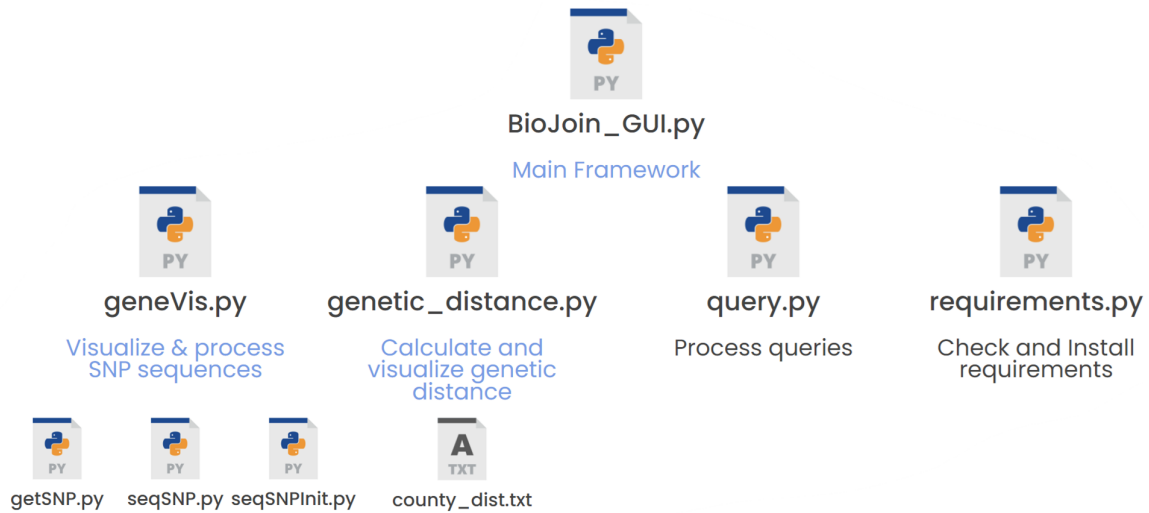 PY
BioJoin_GUI.py
Main Framework
PY
PY
PY
PY
geneVis.py
genetic_distance.py
query.py
requirements.py
Visualize & process
SNP sequences
Calculate and
visualize genetic
distance
Process queries
Check and Install
requirements
PY
PY
PY
A
TXT
getSNP.py
seqSNP.py
seqSNPInit.py
county_dist.txt